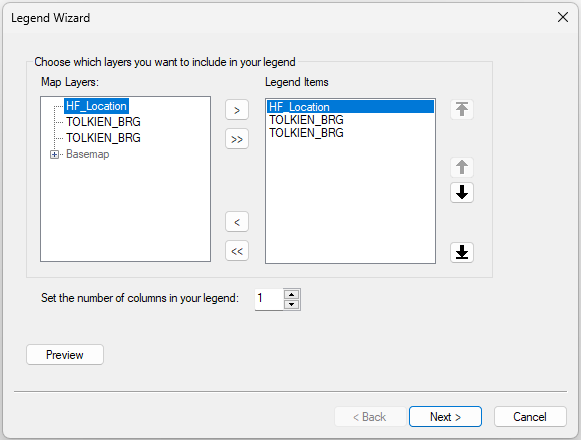 Legend Wizard
Choose which layers you want to include in your legend
Map Layers:
Legend Items
HF_Location
TOLKIEN_BRG
TOLKIEN_BRG
Basemap
>
>>
<
<<
HF_Location
TOLKIEN_BRG
TOLKIEN_BRG
Set the number of columns in your legend:
1
Preview
< Back
Next >
Cancel